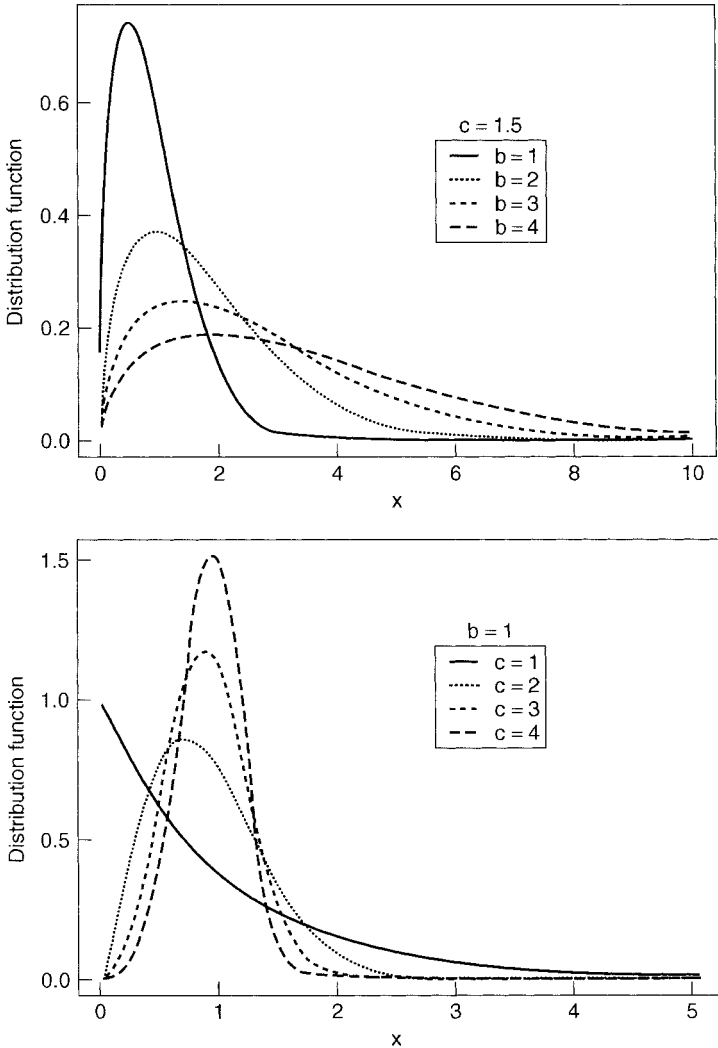 0.6
0.4
0.2
0.0
Distribution function
c = 1.5
b = 1
b = 2
b = 3
b = 4
0 2 4 6 8 10
x
1.5
1.0
0.5
0.0
Distribution function
b = 1
c = 1
c = 2
c = 3
c = 4
0 1 2 3 4 5
x